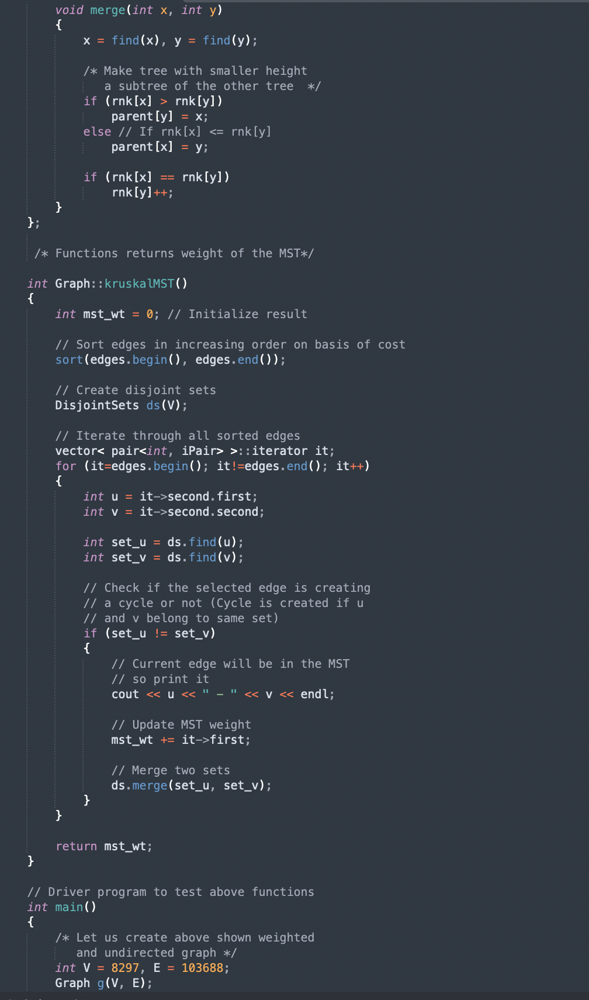 void merge(int x, int y)
{
x = find(x), y = find(y);
/* Make tree with smaller height
a subtree of the other tree  */
if (rnk[x] > rnk[y])
parent[y] = x;
else // If rnk[x] <= rnk[y]
parent[x] = y;
if (rnk[x] == rnk[y])
rnk[y]++;
}
};
/* Functions returns weight of the MST*/
int Graph::kruskalMST()
{
int mst_wt = 0; // Initialize result
// Sort edges in increasing order on basis of cost
sort(edges.begin(), edges.end());
// Create disjoint sets
DisjointSets ds(V);
// Iterate through all sorted edges
vector< pair<int, iPair> >::iterator it;
for (it=edges.begin(); it!=edges.end(); it++)
{
int u = it->second.first;
int v = it->second.second;
int set_u = ds.find(u);
int set_v = ds.find(v);
// Check if the selected edge is creating
// a cycle or not (Cycle is created if u
// and v belong to same set)
if (set_u != set_v)
{
// Current edge will be in the MST
// so print it
cout << u << " - " << v << endl;
// Update MST weight
mst_wt += it->first;
// Merge two sets
ds.merge(set_u, set_v);
}
}
return mst_wt;
}
// Driver program to test above functions
int main()
{
/* Let us create above shown weighted
and undirected graph */
int V = 8297, E = 103688;
Graph g(V, E);